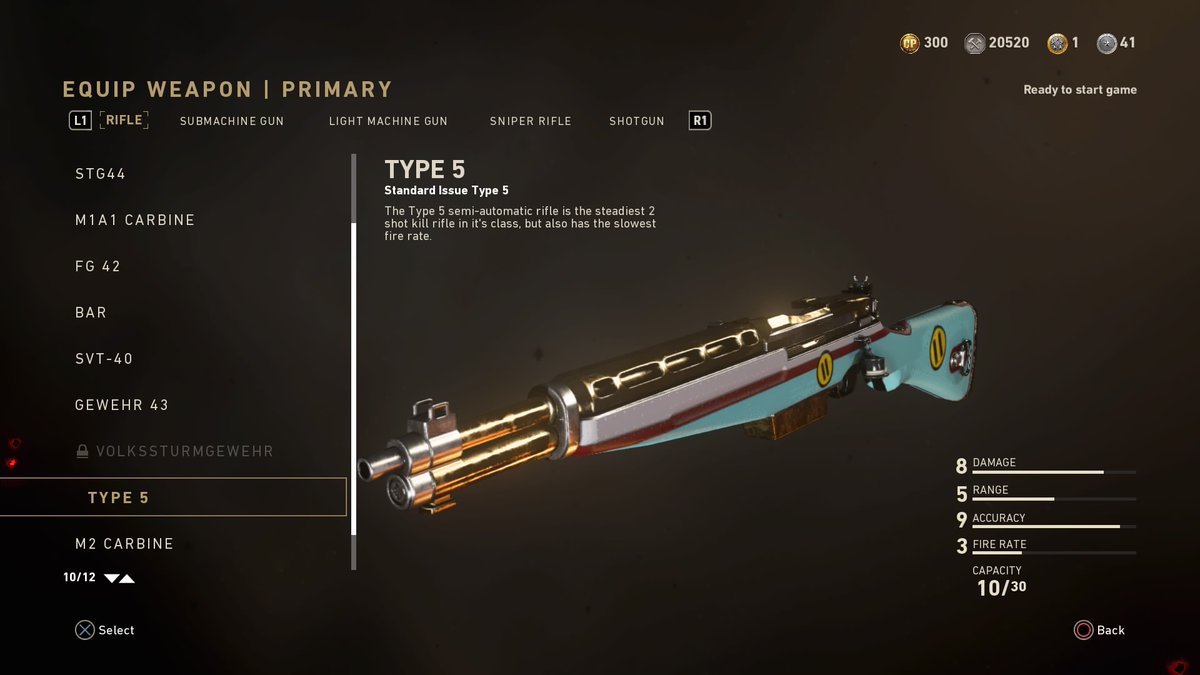 CP 300 20520 1 41
EQUIP WEAPON | PRIMARY
Ready to start game
L1 RIFLE SUBMACHINE GUN LIGHT MACHINE GUN SNIPER RIFLE SHOTGUN R1
STG44
M1A1 CARBINE
FG 42
BAR
SVT-40
GEWEHR 43
VOLKSSTURMGEWEHR
TYPE 5
M2 CARBINE
10/12
TYPE 5
Standard Issue Type 5
The Type 5 semi-automatic rifle is the steadiest 2
shot kill rifle in it's class, but also has the slowest
fire rate.
8 DAMAGE
5 RANGE
9 ACCURACY
3 FIRE RATE
CAPACITY
10/30
Select
Back